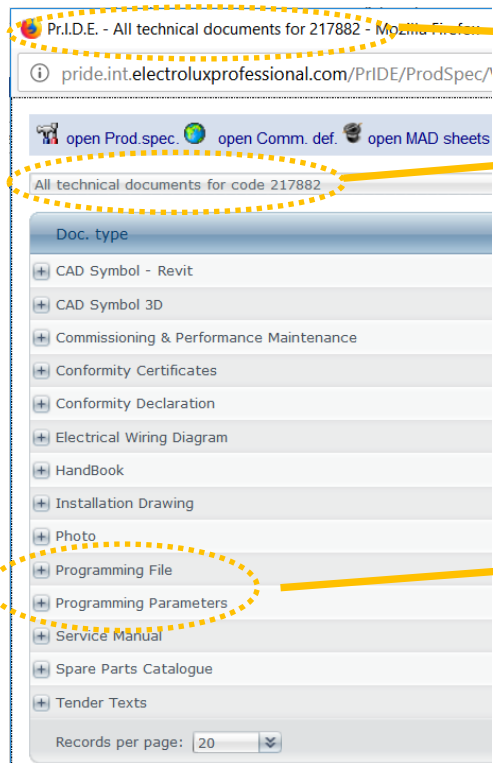 Pr.I.D.E. - All technical documents for 217882 - Mozilla Firefox
pride.int.electroluxprofessional.com/PrIDE/ProdSpec/
open Prod.spec. open Comm. def. open MAD sheets
All technical documents for code 217882
Doc. type
CAD Symbol - Revit
CAD Symbol 3D
Commissioning & Performance Maintenance
Conformity Certificates
Conformity Declaration
Electrical Wiring Diagram
HandBook
Installation Drawing
Photo
Programming File
Programming Parameters
Service Manual
Spare Parts Catalogue
Tender Texts
Records per page: 20